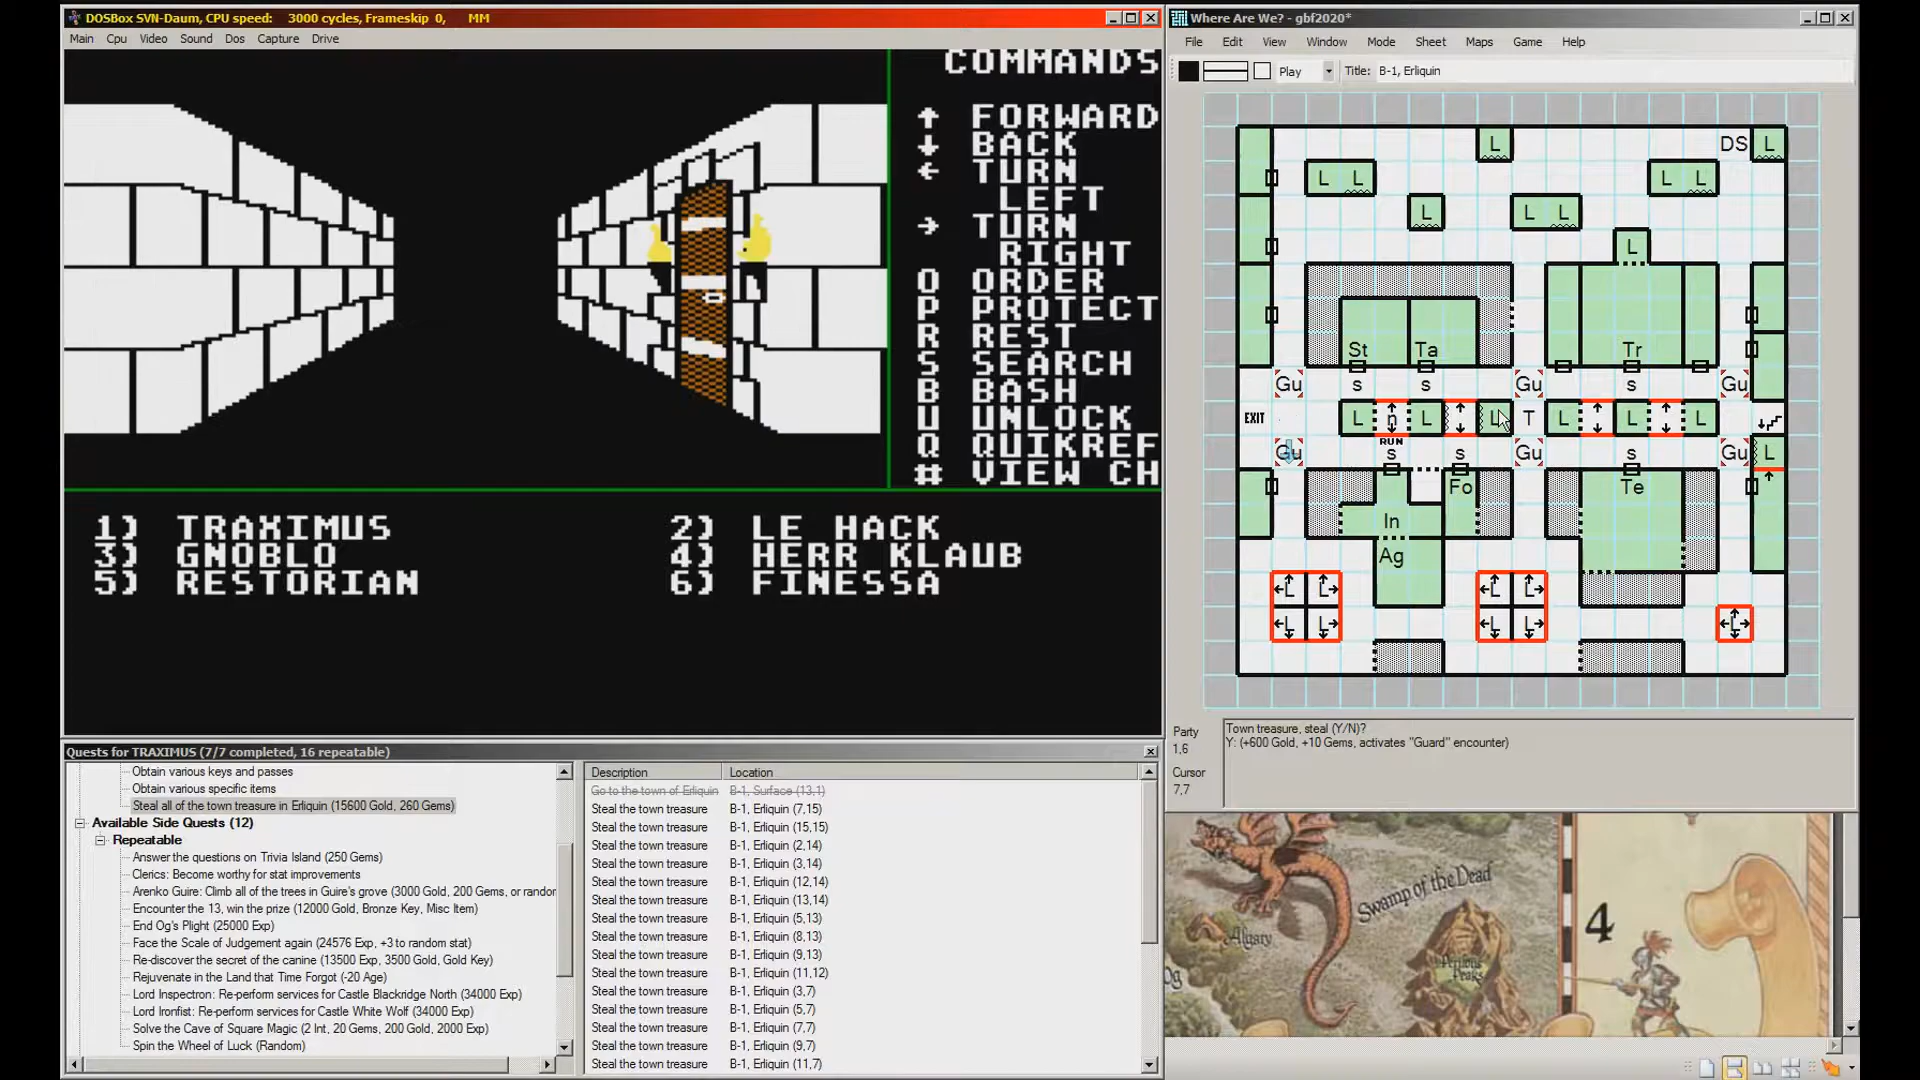 DOSBox SVN-Daum, CPU speed: 3000 cycles, Frameskip 0, MM
Main Cpu Video Sound Dos Capture Drive
COMMANDS
↑ FORWARD
↓ BACK
← TURN
LEFT
→ TURN
RIGHT
O ORDER
P PROTECT
R REST
S SEARCH
B BASH
U UNLOCK
Q QUIKREF
# VIEW CH
1) TRAXIMUS 2) LE HACK
3) GNOBLO 4) HERR KLAUB
5) RESTORIAN 6) FINESSA
Where Are We? - gbf2020*
File Edit View Window Mode Sheet Maps Game Help
Play Title: B-1, Erliquin
L DS L
L L L L
L L L
L
St Ta Tr
Gu s s Gu s Gu
EXIT L n L L T L L L
RUN
Gu s s Gu s Gu L
Fo Te
In
Ag
L L L L
L L L L L
Party
1,6
Cursor
7,7
Town treasure, steal (Y/N)?
Y: (+600 Gold, +10 Gems, activates "Guard" encounter)
Quests for TRAXIMUS (7/7 completed, 16 repeatable)
Obtain various keys and passes
Obtain various specific items
Steal all of the town treasure in Erliquin (15600 Gold, 260 Gems)
Available Side Quests (12)
Repeatable
Answer the questions on Trivia Island (250 Gems)
Clerics: Become worthy for stat improvements
Arenko Guire: Climb all of the trees in Guire's grove (3000 Gold, 200 Gems, or randor
Encounter the 13, win the prize (12000 Gold, Bronze Key, Misc Item)
End Og's Plight (25000 Exp)
Face the Scale of Judgement again (24576 Exp, +3 to random stat)
Re-discover the secret of the canine (13500 Exp, 3500 Gold, Gold Key)
Rejuvenate in the Land that Time Forgot (-20 Age)
Lord Inspectron: Re-perform services for Castle Blackridge North (34000 Exp)
Lord Ironfist: Re-perform services for Castle White Wolf (34000 Exp)
Solve the Cave of Square Magic (2 Int, 20 Gems, 200 Gold, 2000 Exp)
Spin the Wheel of Luck (Random)
Description Location
Go to the town of Erliquin B-1, Surface (13,1)
Steal the town treasure B-1, Erliquin (7,15)
Steal the town treasure B-1, Erliquin (15,15)
Steal the town treasure B-1, Erliquin (2,14)
Steal the town treasure B-1, Erliquin (3,14)
Steal the town treasure B-1, Erliquin (12,14)
Steal the town treasure B-1, Erliquin (13,14)
Steal the town treasure B-1, Erliquin (5,13)
Steal the town treasure B-1, Erliquin (8,13)
Steal the town treasure B-1, Erliquin (9,13)
Steal the town treasure B-1, Erliquin (11,12)
Steal the town treasure B-1, Erliquin (3,7)
Steal the town treasure B-1, Erliquin (5,7)
Steal the town treasure B-1, Erliquin (7,7)
Steal the town treasure B-1, Erliquin (9,7)
Steal the town treasure B-1, Erliquin (11,7)
Swamp of the Dead
Algary
Perilous
Peaks
Og
4